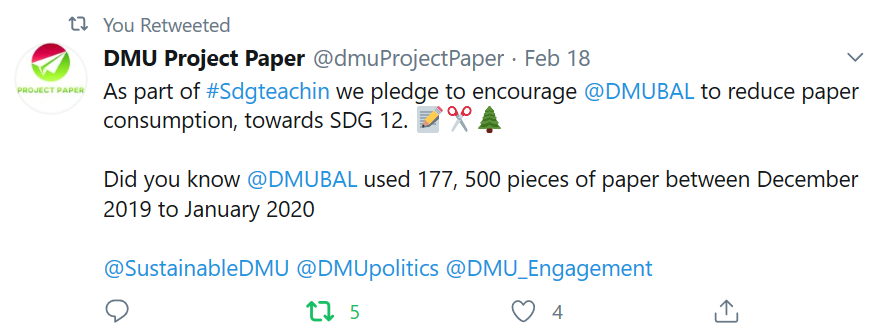 You Retweeted
DMU Project Paper @dmuProjectPaper · Feb 18
PROJECT PAPER
As part of #Sdgteachin we pledge to encourage @DMUBAL to reduce paper
consumption, towards SDG 12. 📝✂️🌲
Did you know @DMUBAL used 177, 500 pieces of paper between December
2019 to January 2020
@SustainableDMU @DMUpolitics @DMU_Engagement
5 4